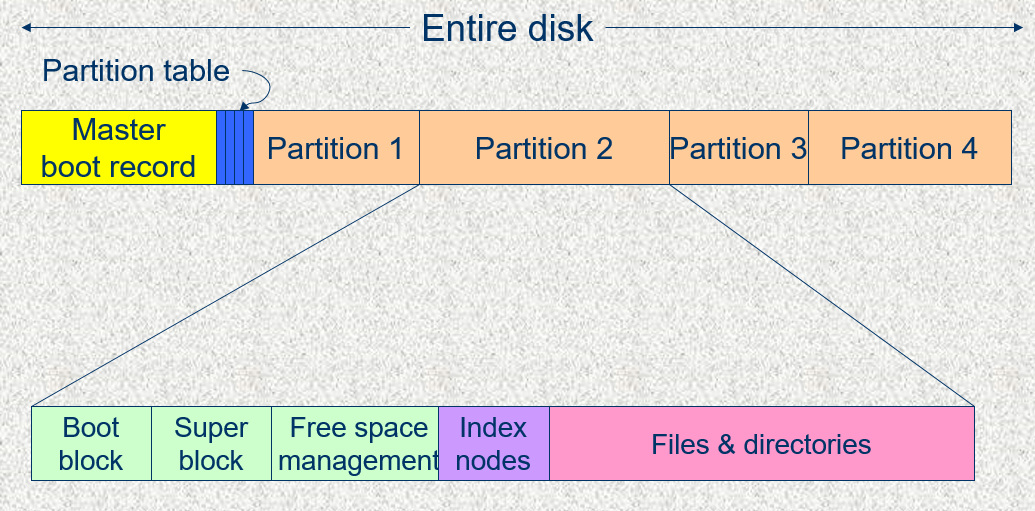 Entire disk
Partition table
Master
boot record
Partition 1
Partition 2
Partition 3
Partition 4
Boot
block
Super
block
Free space
management
Index
nodes
Files & directories